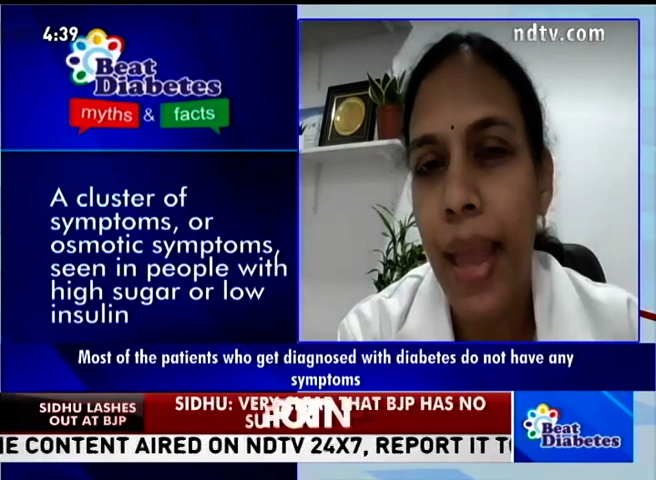 4:39
ndtv.com
Beat
Diabetes
myths & facts
A cluster of
symptoms, or
osmotic symptoms,
seen in people with
high sugar or low
insulin
Most of the patients who get diagnosed with diabetes do not have any
symptoms
SIDHU LASHES
OUT AT BJP
SIDHU: VERY THAT BJP HAS NO
Beat
Diabetes
E CONTENT AIRED ON NDTV 24X7, REPORT IT